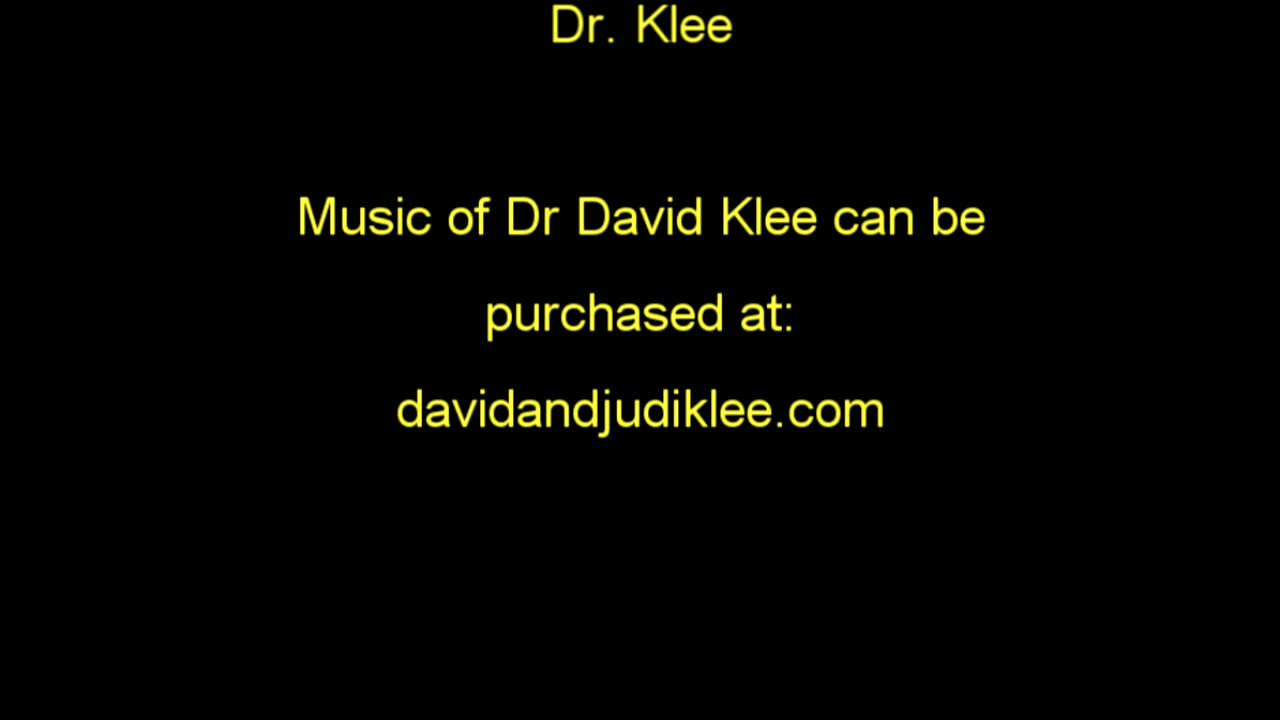 Dr. Klee
Music of Dr David Klee can be
purchased at:
davidandjudiklee.com